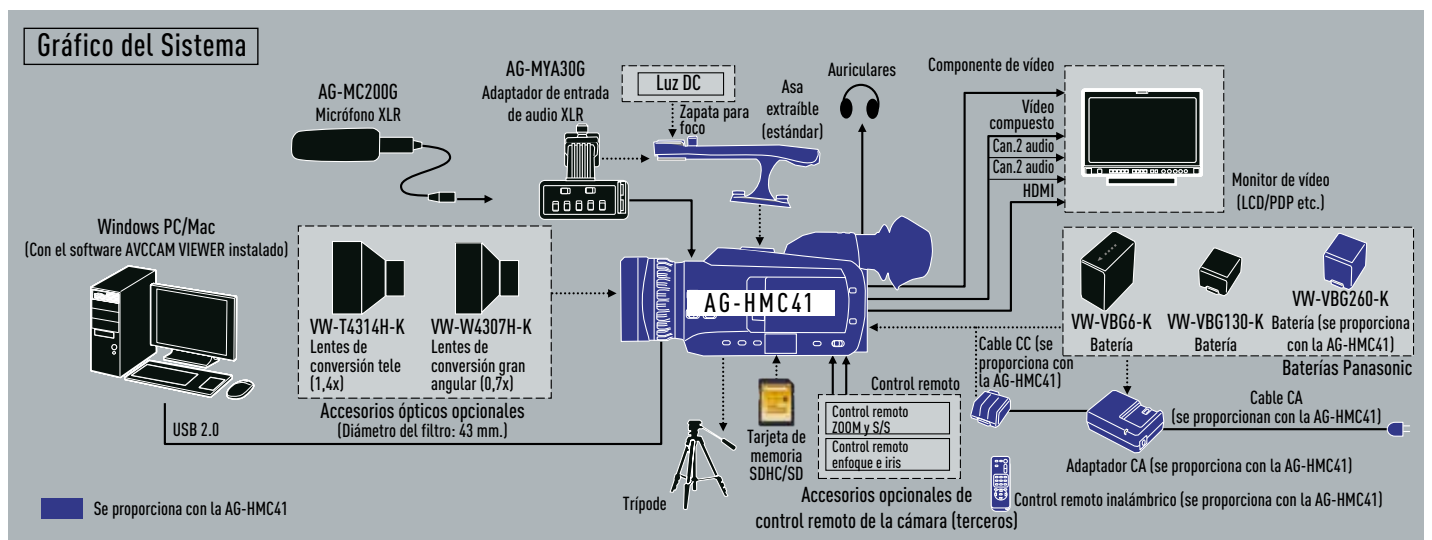 Gráfico del Sistema
AG-MC200G
Micrófono XLR
AG-MYA30G
Adaptador de entrada
de audio XLR
Luz DC
Zapata para
foco
Asa
extraíble
(estándar)
Auriculares
Componente de vídeo
Vídeo
compuesto
Can.2 audio
Can.2 audio
HDMI
Monitor de vídeo
(LCD/PDP etc.)
Windows PC/Mac
(Con el software AVCCAM VIEWER instalado)
USB 2.0
VW-T4314H-K
Lentes de
conversión tele
(1,4x)
VW-W4307H-K
Lentes de
conversión gran
angular (0,7x)
Accesorios ópticos opcionales
(Diámetro del filtro: 43 mm.)
AG-HMC41
VW-VBG6-K
Batería
VW-VBG130-K
Batería
VW-VBG260-K
Batería (se proporciona
con la AG-HMC41)
Baterías Panasonic
Cable CC (se
proporciona con
la AG-HMC41)
Cable CA
(se proporcionan con la AG-HMC41)
Adaptador CA (se proporciona con la AG-HMC41)
Control remoto inalámbrico (se proporciona con la AG-HMC41)
Control remoto
Control remoto
ZOOM y S/S
Control remoto
enfoque e iris
Accesorios opcionales de
control remoto de la cámara (terceros)
Tarjeta de
memoria
SDHC/SD
Trípode
Se proporciona con la AG-HMC41